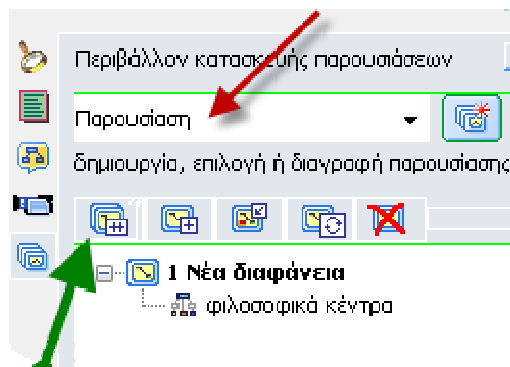 Περιβάλλον κατασκευής παρουσιάσεων
Παρουσίαση
δημιουργία, επιλογή ή διαγραφή παρουσίασης
1 Νέα διαφάνεια
φιλοσοφικά κέντρα